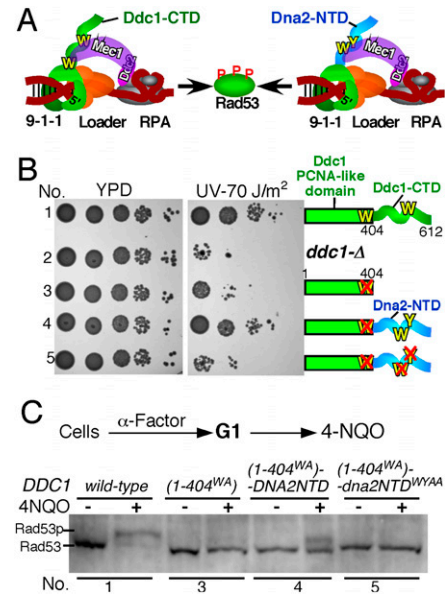 A
Ddc1-CTD
W
W
Mec1
Ddc2
5'
9-1-1 Loader RPA
P P P
Rad53
Dna2-NTD
W Y
Mec1
Ddc2
5'
9-1-1 Loader RPA
B
No. YPD UV-70 J/m²
Ddc1
PCNA-like
domain
Ddc1-CTD
1
W
W
404
612
2
ddc1-Δ
1
404
3
X
Dna2-NTD
4
X
W Y
5
X
X
X
C
Cells α-Factor G1 4-NQO
DDC1 wild-type (1-404ᵂᴬ) (1-404ᵂᴬ)-DNA2NTD (1-404ᵂᴬ)-dna2NTDᵂʸᴬᴬ
4NQO - + - + - + - +
Rad53p
Rad53
No. 1 3 4 5